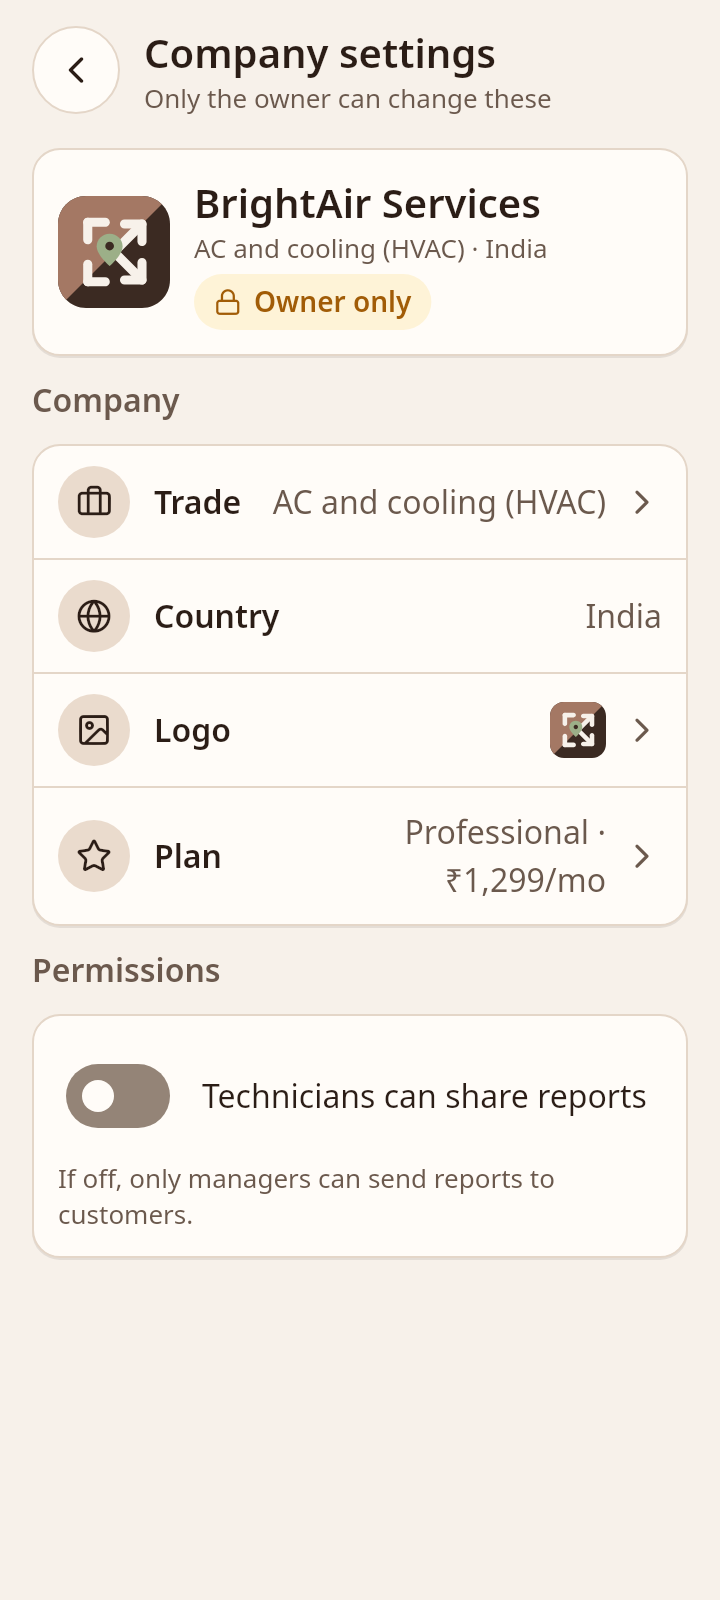 Company settings
Only the owner can change these
BrightAir Services
AC and cooling (HVAC) · India
Owner only
Company
Trade AC and cooling (HVAC)
Country India
Logo
Plan Professional ·
₹1,299/mo
Permissions
Technicians can share reports
If off, only managers can send reports to
customers.